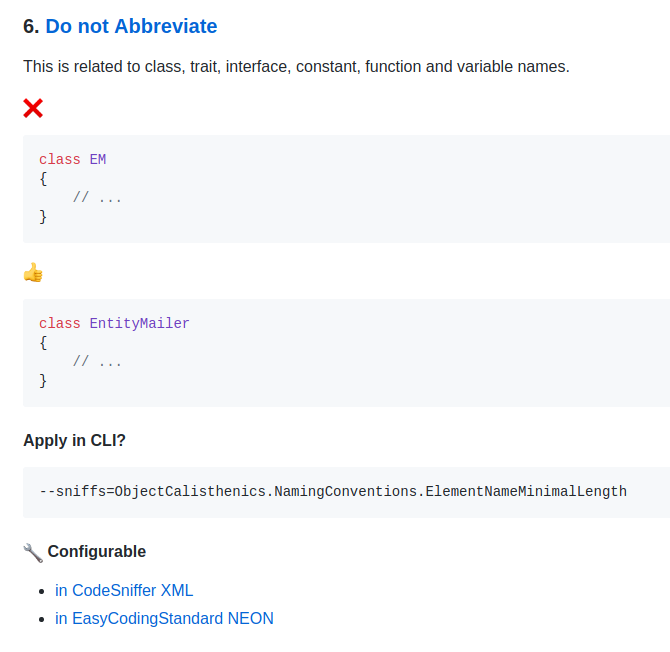 6. Do not Abbreviate
This is related to class, trait, interface, constant, function and variable names.
class EM
{
    // ...
}
class EntityMailer
{
    // ...
}
Apply in CLI?
--sniffs=ObjectCalisthenics.NamingConventions.ElementNameMinimalLength
Configurable
in CodeSniffer XML
in EasyCodingStandard NEON